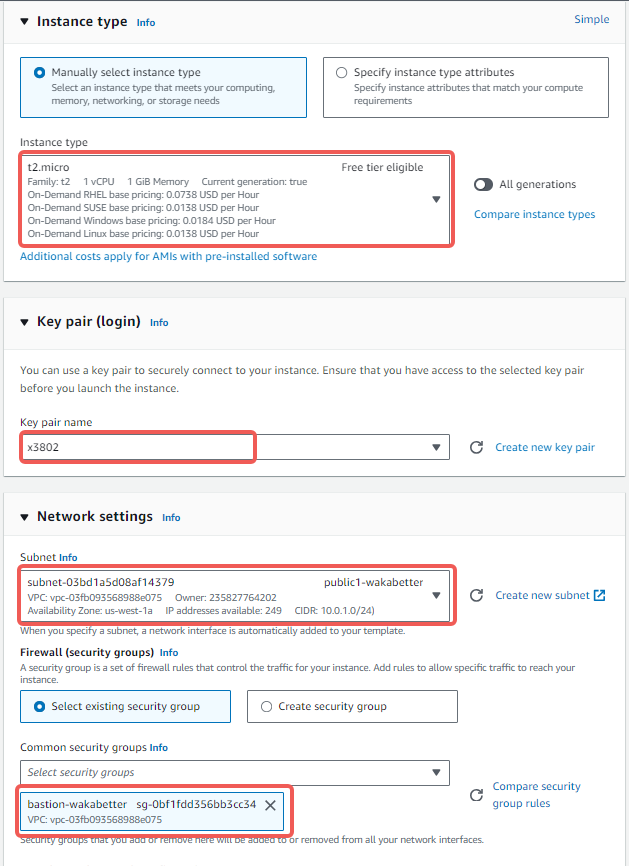 Instance type Info
Simple
Manually select instance type
Select an instance type that meets your computing,
memory, networking, or storage needs
Specify instance type attributes
Specify instance attributes that match your compute
requirements
Instance type
t2.micro Free tier eligible
Family: t2 1 vCPU 1 GiB Memory Current generation: true
On-Demand RHEL base pricing: 0.0738 USD per Hour
On-Demand SUSE base pricing: 0.0138 USD per Hour
On-Demand Windows base pricing: 0.0184 USD per Hour
On-Demand Linux base pricing: 0.0138 USD per Hour
All generations
Compare instance types
Additional costs apply for AMIs with pre-installed software
Key pair (login) Info
You can use a key pair to securely connect to your instance. Ensure that you have access to the selected key pair
before you launch the instance.
Key pair name
x3802
Create new key pair
Network settings Info
Subnet Info
subnet-03bd1a5d08af14379 public1-wakabetter
VPC: vpc-03fb093568988e075 Owner: 235827764202
Availability Zone: us-west-1a IP addresses available: 249 CIDR: 10.0.1.0/24)
Create new subnet
When you specify a subnet, a network interface is automatically added to your template.
Firewall (security groups) Info
A security group is a set of firewall rules that control the traffic for your instance. Add rules to allow specific traffic to reach your
instance.
Select existing security group
Create security group
Common security groups Info
Select security groups
bastion-wakabetter sg-0bf1fdd356bb3cc34
VPC: vpc-03fb093568988e075
Compare security
group rules
Security groups that you add or remove here will be added to or removed from all your network interfaces.